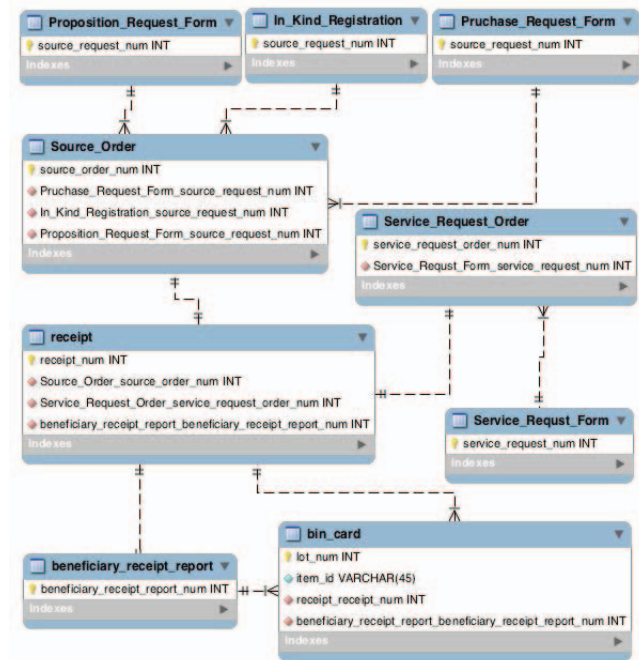 Proposition_Request_Form
source_request_num INT
Indexes
In_Kind_Registration
source_request_num INT
Indexes
Pruchase_Request_Form
source_request_num INT
Indexes
Source_Order
source_order_num INT
Pruchase_Request_Form_source_request_num INT
In_Kind_Registration_source_request_num INT
Proposition_Request_Form_source_request_num INT
Indexes
Service_Request_Order
service_request_order_num INT
Service_Requst_Form_service_request_num INT
Indexes
receipt
receipt_num INT
Source_Order_source_order_num INT
Service_Request_Order_service_request_order_num INT
beneficiary_receipt_report_beneficiary_receipt_report_num INT
Indexes
Service_Requst_Form
service_request_num INT
Indexes
bin_card
lot_num INT
item_id VARCHAR(45)
receipt_receipt_num INT
beneficiary_receipt_report_beneficiary_receipt_report_num INT
Indexes
beneficiary_receipt_report
beneficiary_receipt_report_num INT
Indexes